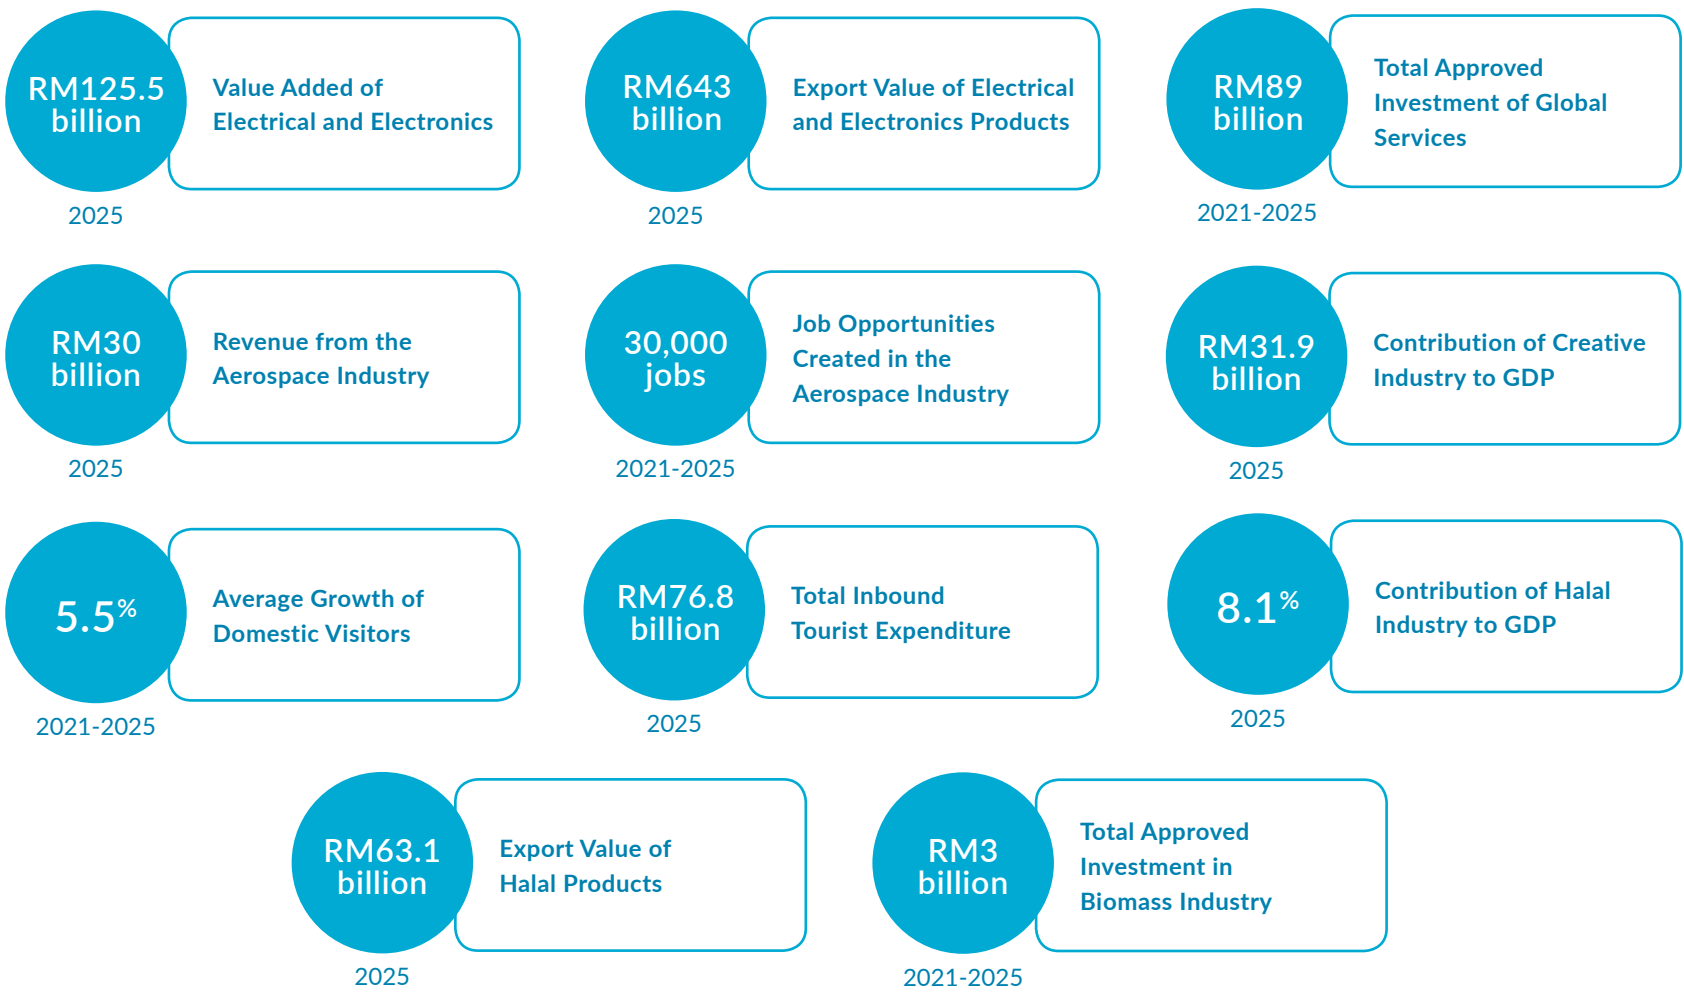 RM125.5
billion
Value Added of
Electrical and Electronics
2025
RM643
billion
Export Value of Electrical
and Electronics Products
2025
RM89
billion
Total Approved
Investment of Global
Services
2021-2025
RM30
billion
Revenue from the
Aerospace Industry
2025
30,000
jobs
Job Opportunities
Created in the
Aerospace Industry
2021-2025
RM31.9
billion
Contribution of Creative
Industry to GDP
2025
5.5%
Average Growth of
Domestic Visitors
2021-2025
RM76.8
billion
Total Inbound
Tourist Expenditure
2025
8.1%
Contribution of Halal
Industry to GDP
2025
RM63.1
billion
Export Value of
Halal Products
2025
RM3
billion
Total Approved
Investment in
Biomass Industry
2021-2025